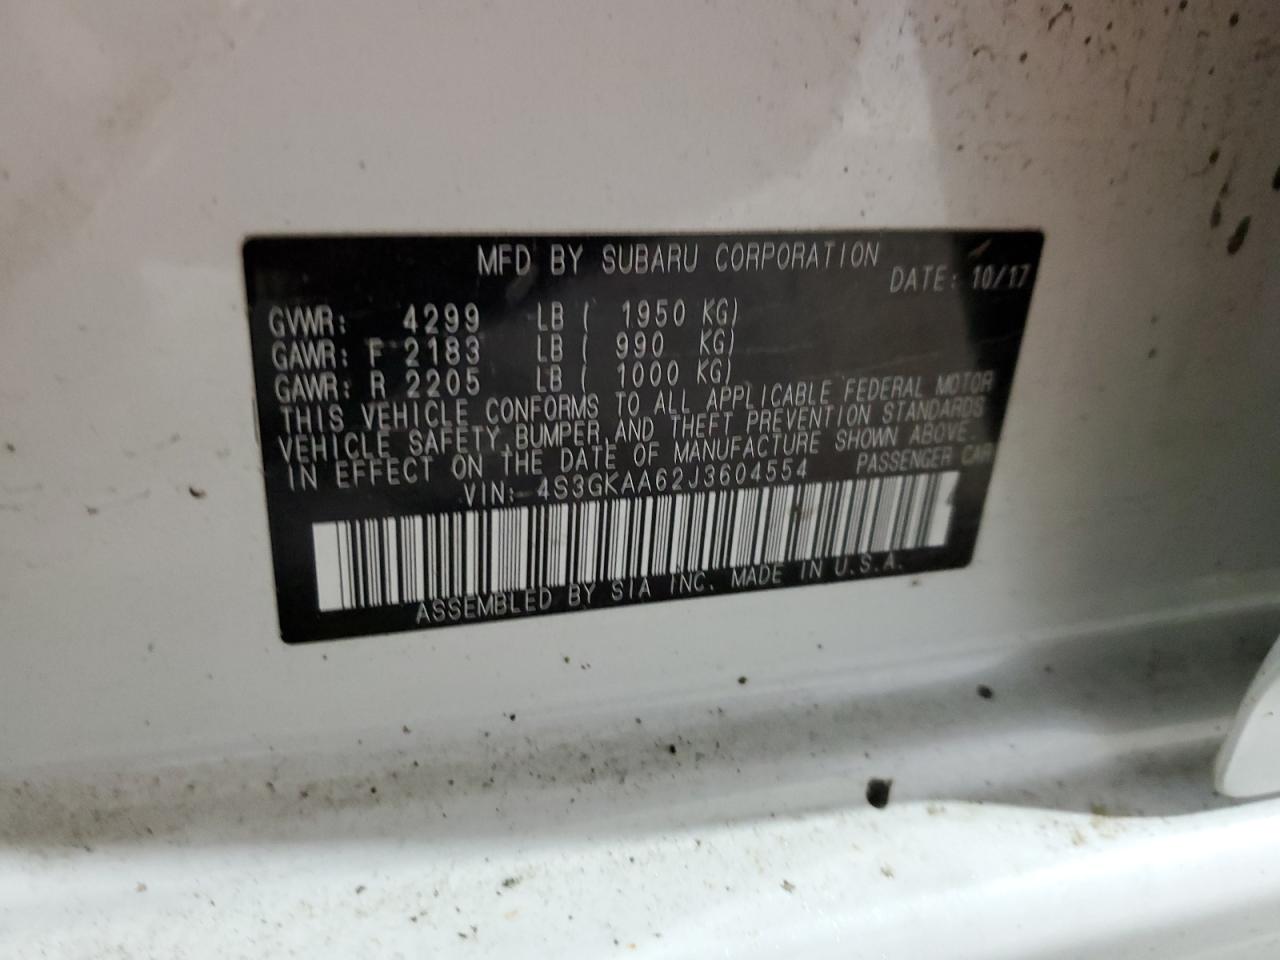 MFD BY SUBARU CORPORATION
DATE: 10/17
GVWR: 4299 LB ( 1950 KG)
GAWR: F 2183 LB ( 990 KG)
GAWR: R 2205 LB ( 1000 KG)
THIS VEHICLE CONFORMS TO ALL APPLICABLE FEDERAL MOTOR
VEHICLE SAFETY,BUMPER,AND THEFT PREVENTION STANDARDS
IN EFFECT ON THE DATE OF MANUFACTURE SHOWN ABOVE.
VIN: 4S3GKAA62J3604554 PASSENGER CAR
ASSEMBLED BY SIA INC. MADE IN U.S.A.